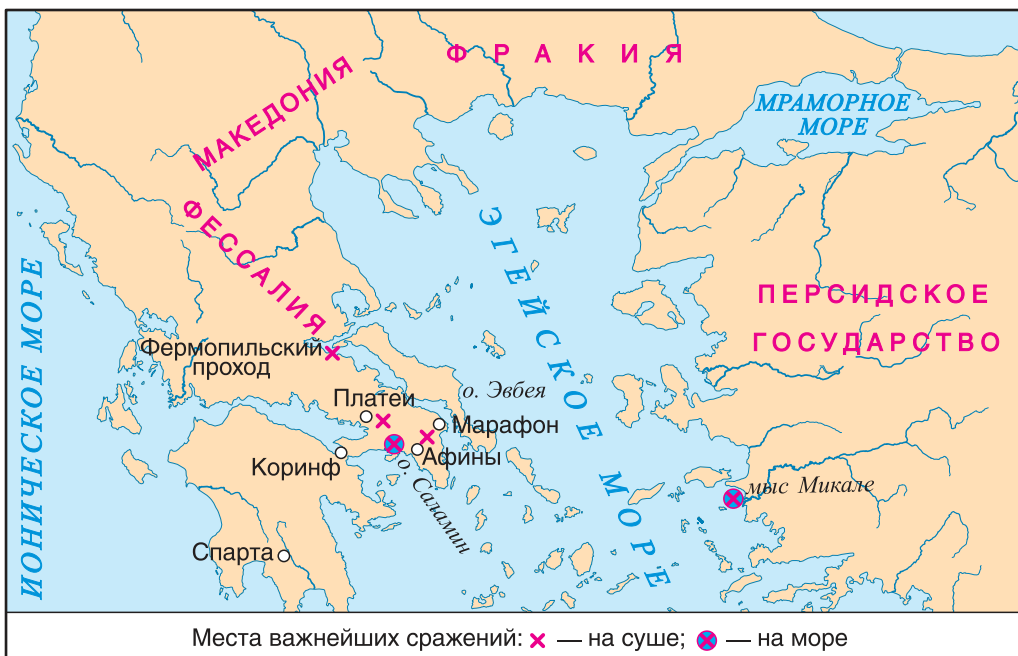 ФРАКИЯ
МАКЕДОНИЯ
МРАМОРНОЕ
МОРЕ
ФЕССАЛИЯ
ЭГЕЙСКОЕ МОРЕ
ИОНИЧЕСКОЕ МОРЕ
ПЕРСИДСКОЕ
ГОСУДАРСТВО
Фермопильский
проход
Платеи
о. Эвбея
Марафон
Афины
Коринф
о. Саламин
мыс Микале
Спарта
Места важнейших сражений: — на суше; — на море